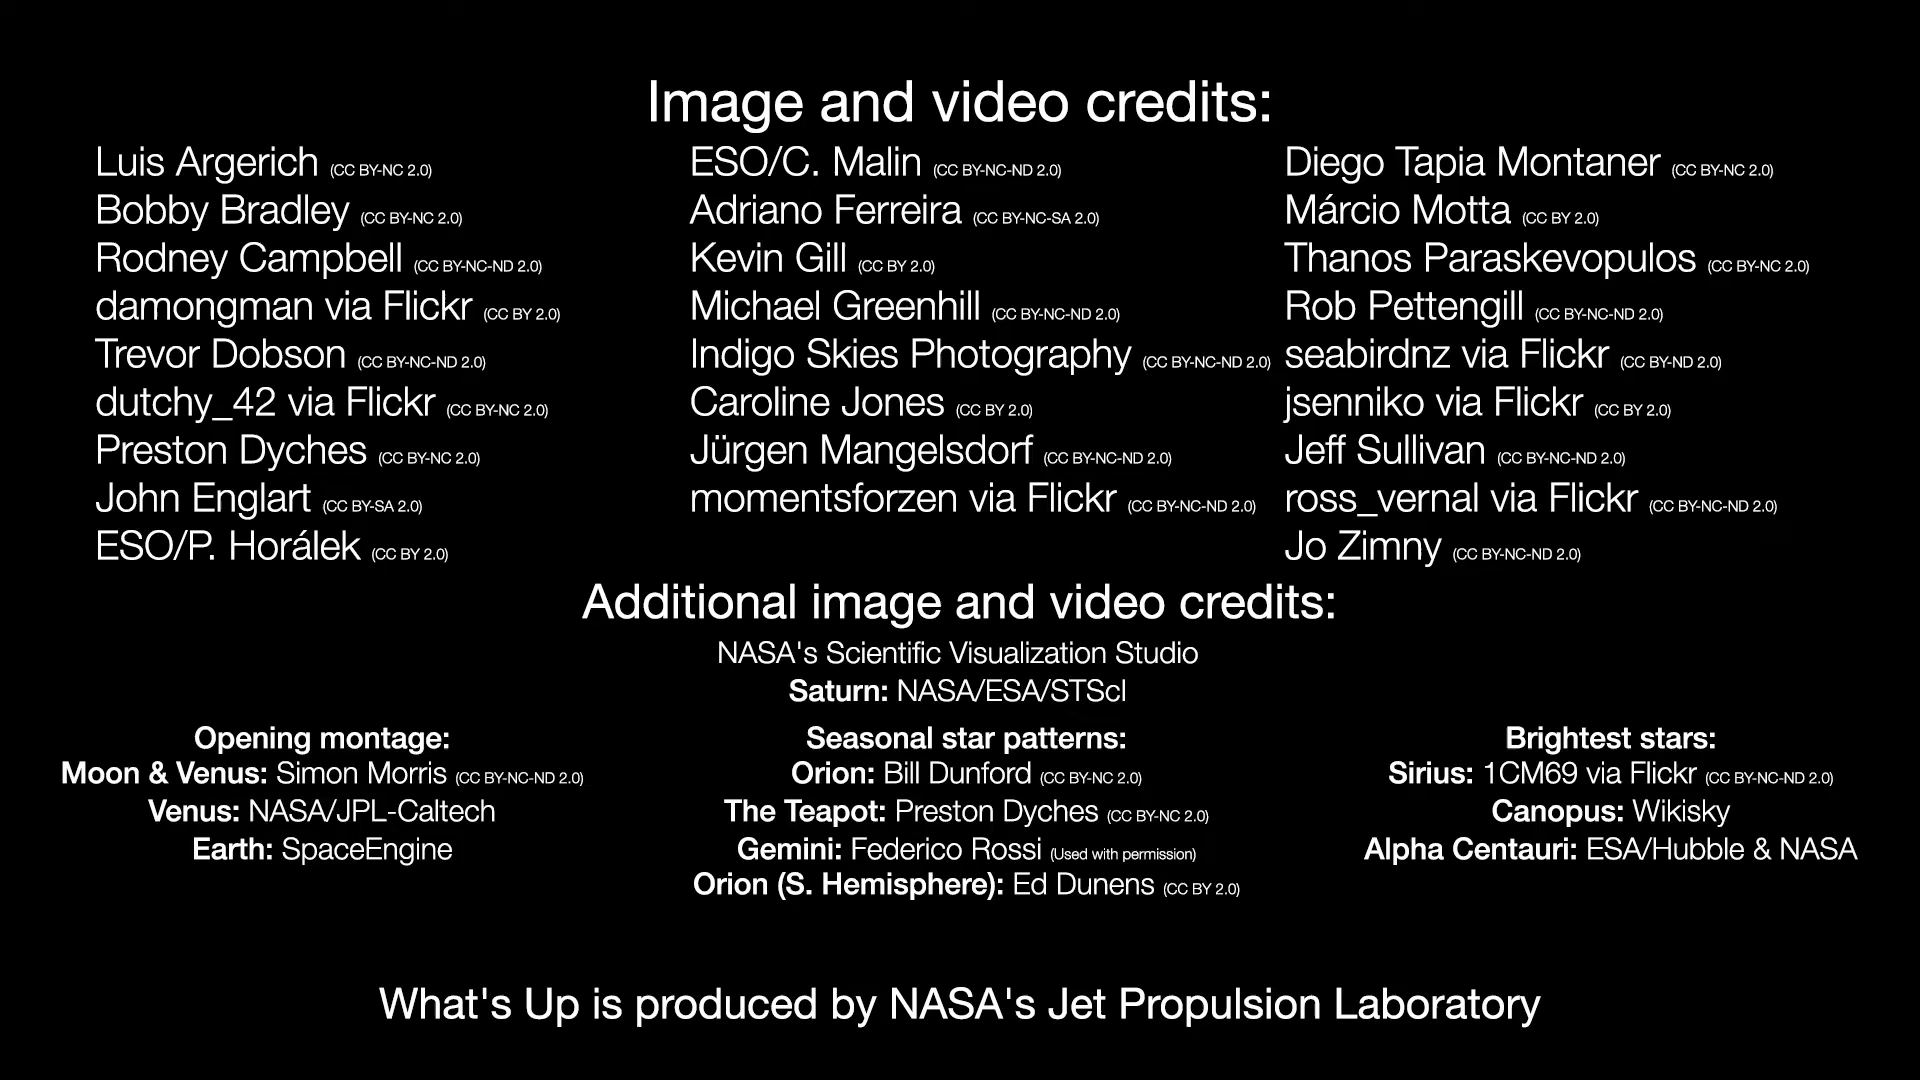 Image and video credits:
Luis Argerich (CC BY-NC 2.0)
Bobby Bradley (CC BY-NC 2.0)
Rodney Campbell (CC BY-NC-ND 2.0)
damongman via Flickr (CC BY 2.0)
Trevor Dobson (CC BY-NC-ND 2.0)
dutchy_42 via Flickr (CC BY-NC 2.0)
Preston Dyches (CC BY-NC 2.0)
John Englart (CC BY-SA 2.0)
ESO/P. Horálek (CC BY 2.0)
ESO/C. Malin (CC BY-NC-ND 2.0)
Adriano Ferreira (CC BY-NC-SA 2.0)
Kevin Gill (CC BY 2.0)
Michael Greenhill (CC BY-NC-ND 2.0)
Indigo Skies Photography (CC BY-NC-ND 2.0)
Caroline Jones (CC BY 2.0)
Jürgen Mangelsdorf (CC BY-NC-ND 2.0)
momentsforzen via Flickr (CC BY-NC-ND 2.0)
Diego Tapia Montaner (CC BY-NC 2.0)
Márcio Motta (CC BY 2.0)
Thanos Paraskevopulos (CC BY-NC 2.0)
Rob Pettengill (CC BY-NC-ND 2.0)
seabirdnz via Flickr (CC BY-ND 2.0)
jsenniko via Flickr (CC BY 2.0)
Jeff Sullivan (CC BY-NC-ND 2.0)
ross_vernal via Flickr (CC BY-NC-ND 2.0)
Jo Zimny (CC BY-NC-ND 2.0)
Additional image and video credits:
NASA's Scientific Visualization Studio
Saturn: NASA/ESA/STScI
Opening montage:
Moon & Venus: Simon Morris (CC BY-NC-ND 2.0)
Venus: NASA/JPL-Caltech
Earth: SpaceEngine
Seasonal star patterns:
Orion: Bill Dunford (CC BY-NC 2.0)
The Teapot: Preston Dyches (CC BY-NC 2.0)
Gemini: Federico Rossi (Used with permission)
Orion (S. Hemisphere): Ed Dunens (CC BY 2.0)
Brightest stars:
Sirius: 1CM69 via Flickr (CC BY-NC-ND 2.0)
Canopus: Wikisky
Alpha Centauri: ESA/Hubble & NASA
What's Up is produced by NASA's Jet Propulsion Laboratory